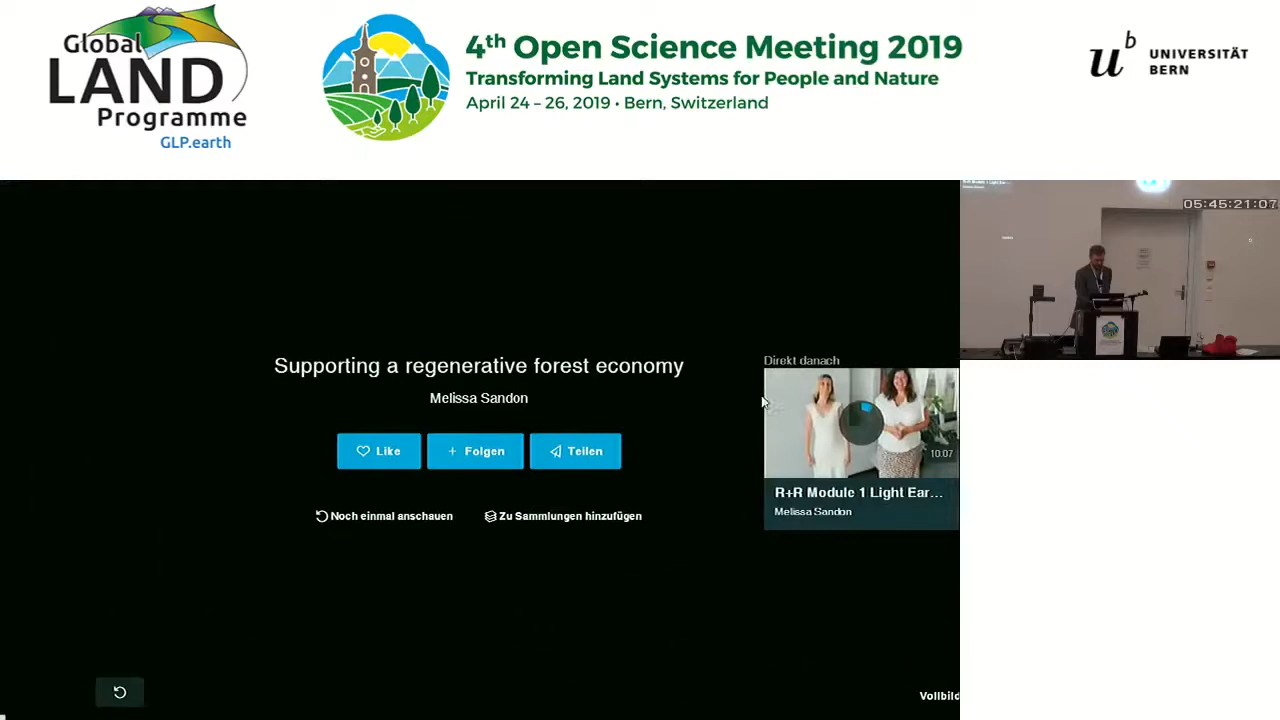 Global
LAND
Programme
GLP.earth
4th Open Science Meeting 2019
Transforming Land Systems for People and Nature
April 24 – 26, 2019 • Bern, Switzerland
u b
UNIVERSITÄT
BERN
05:45:21:07
Supporting a regenerative forest economy
Melissa Sandon
Like
Folgen
Teilen
Noch einmal anschauen
Zu Sammlungen hinzufügen
Direkt danach
10:07
R+R Module 1 Light Ear...
Melissa Sandon
Vollbild